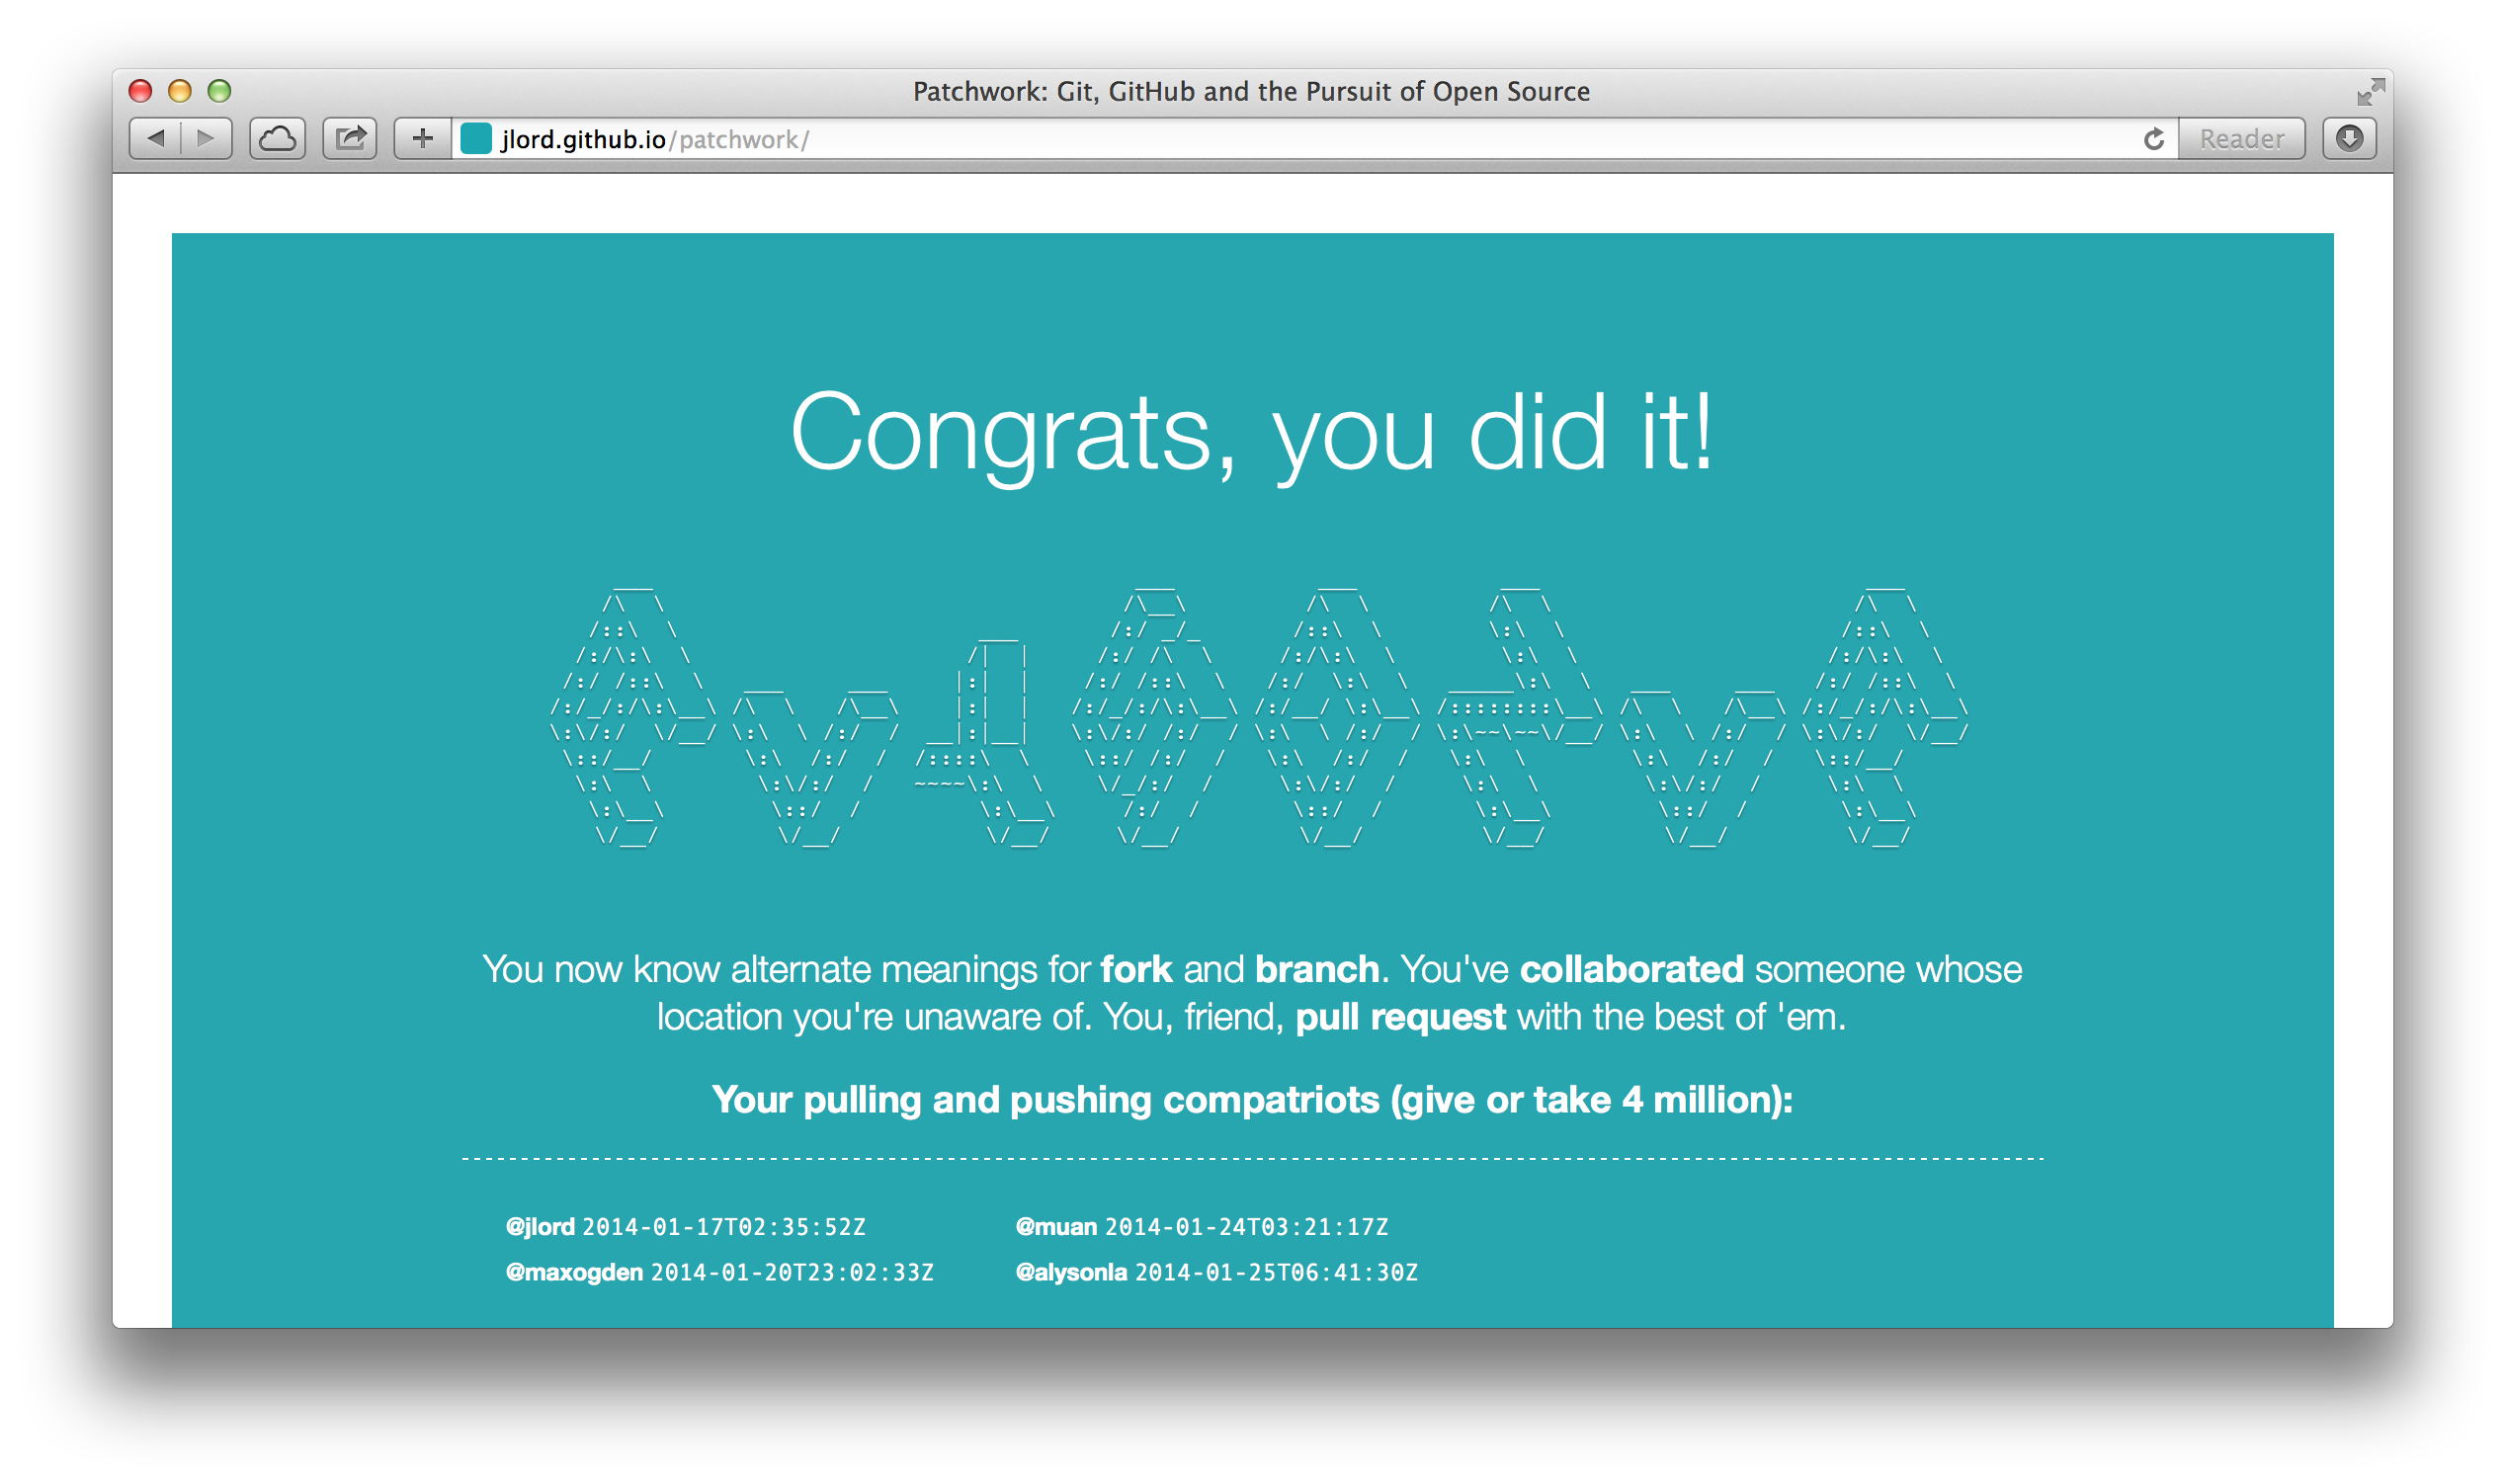 Patchwork: Git, GitHub and the Pursuit of Open Source
jlord.github.io/patchwork/
Reader
Congrats, you did it!
You now know alternate meanings for fork and branch. You've collaborated someone whose
location you're unaware of. You, friend, pull request with the best of 'em.
Your pulling and pushing compatriots (give or take 4 million):
@jlord 2014-01-17T02:35:52Z @muan 2014-01-24T03:21:17Z
@maxogden 2014-01-20T23:02:33Z @alysonla 2014-01-25T06:41:30Z